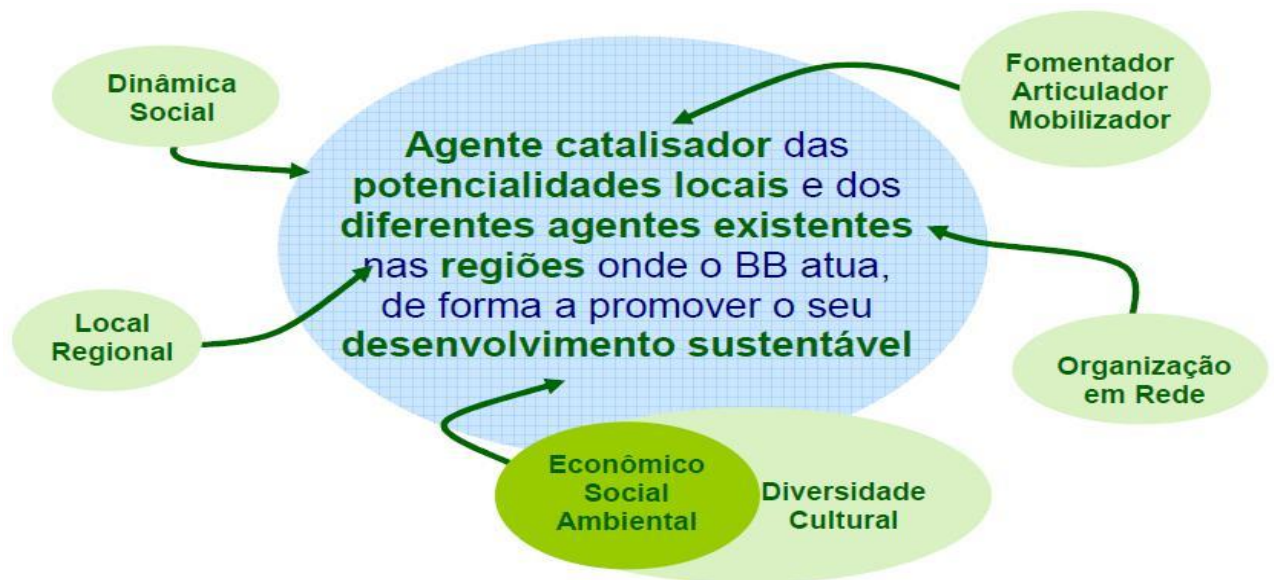 Dinâmica
Social
Fomentador
Articulador
Mobilizador
Agente catalisador das
potencialidades locais e dos
diferentes agentes existentes
nas regiões onde o BB atua,
de forma a promover o seu
desenvolvimento sustentável
Local
Regional
Organização
em Rede
Econômico
Social
Ambiental
Diversidade
Cultural